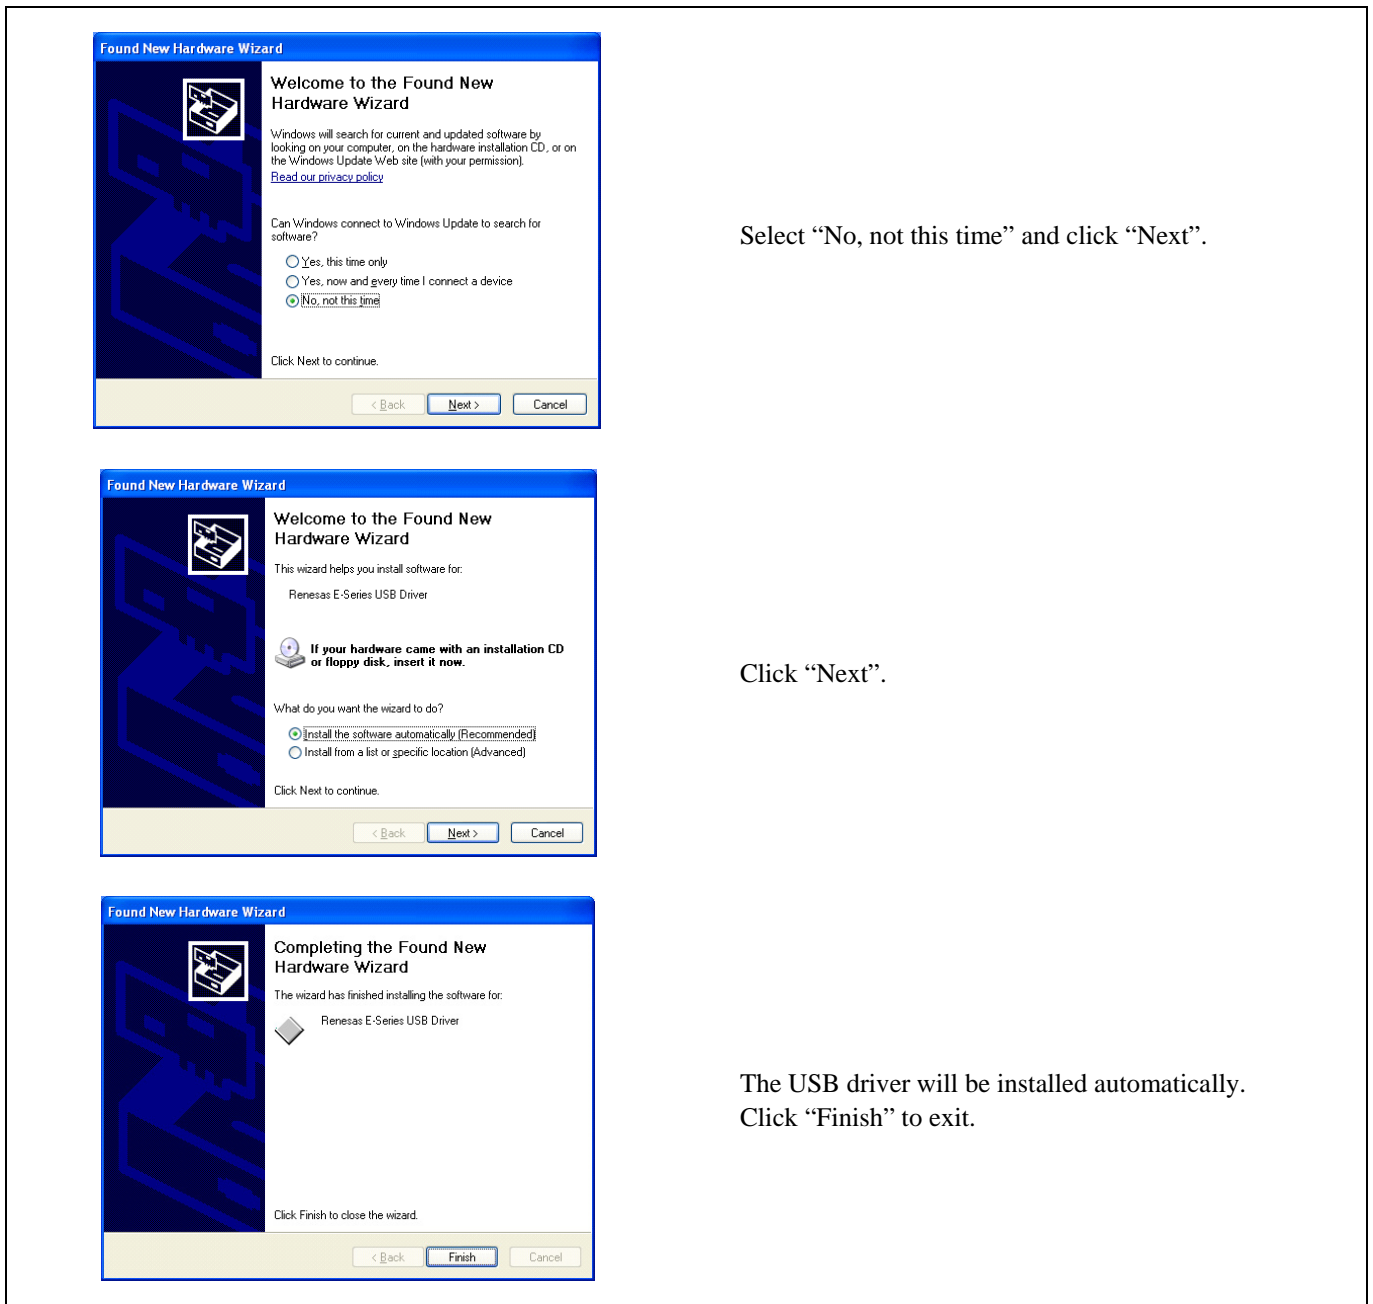 Found New Hardware Wizard
Welcome to the Found New
Hardware Wizard
Windows will search for current and updated software by
looking on your computer, on the hardware installation CD, or on
the Windows Update Web site (with your permission).
Read our privacy policy
Can Windows connect to Windows Update to search for
software?
Yes, this time only
Yes, now and every time I connect a device
No, not this time
Click Next to continue.
< Back
Next >
Cancel
Select “No, not this time” and click “Next”.
Found New Hardware Wizard
Welcome to the Found New
Hardware Wizard
This wizard helps you install software for:
Renesas E-Series USB Driver
If your hardware came with an installation CD
or floppy disk, insert it now.
What do you want the wizard to do?
Install the software automatically (Recommended)
Install from a list or specific location (Advanced)
Click Next to continue.
< Back
Next >
Cancel
Click “Next”.
Found New Hardware Wizard
Completing the Found New
Hardware Wizard
The wizard has finished installing the software for:
Renesas E-Series USB Driver
Click Finish to close the wizard.
< Back
Finish
Cancel
The USB driver will be installed automatically.
Click “Finish” to exit.